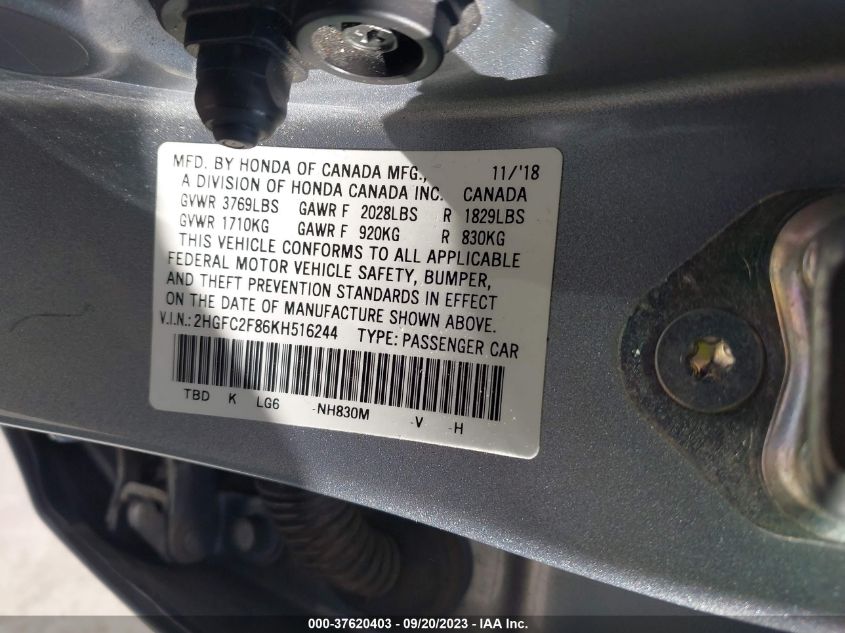 MFD. BY HONDA OF CANADA MFG., 11/'18
A DIVISION OF HONDA CANADA INC. CANADA
GVWR 3769LBS GAWR F 2028LBS R 1829LBS
GVWR 1710KG GAWR F 920KG R 830KG
THIS VEHICLE CONFORMS TO ALL APPLICABLE
FEDERAL MOTOR VEHICLE SAFETY, BUMPER,
AND THEFT PREVENTION STANDARDS IN EFFECT
ON THE DATE OF MANUFACTURE SHOWN ABOVE.
V.I.N.: 2HGFC2F86KH516244 TYPE: PASSENGER CAR
TBD K LG6 -NH830M -V -H
000-37620403 - 09/20/2023 - IAA Inc.